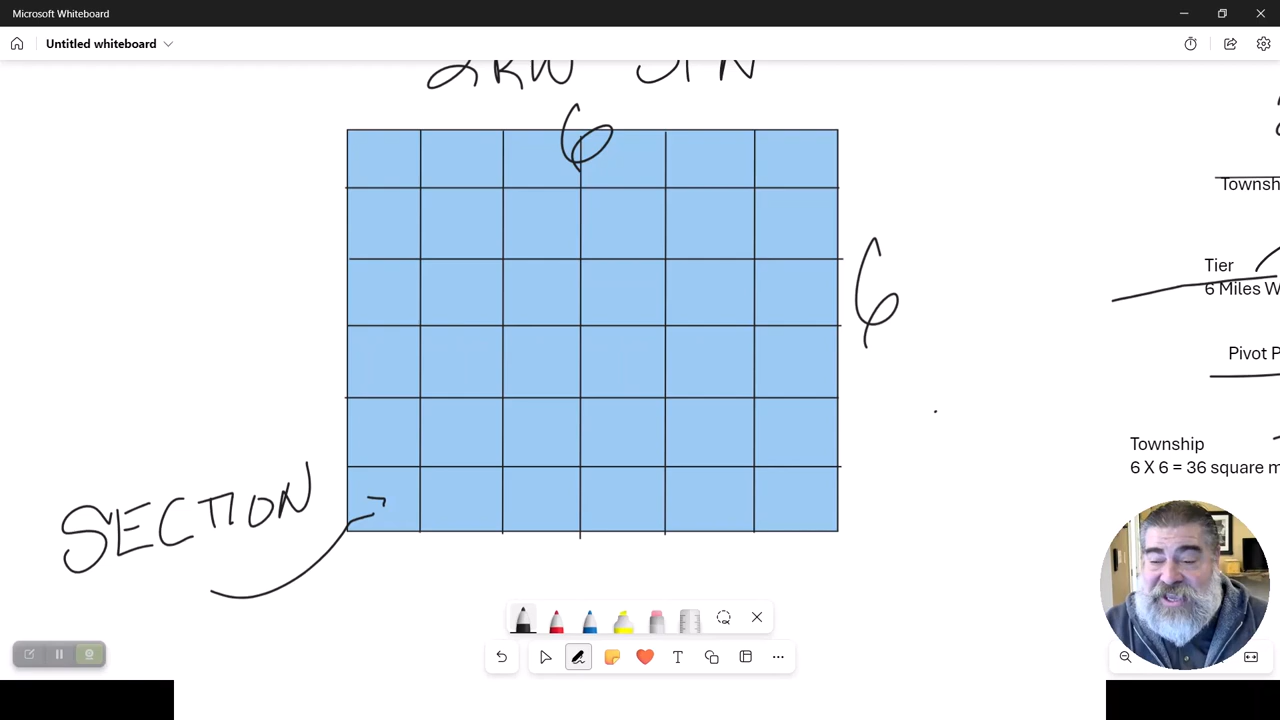 Microsoft Whiteboard
Untitled whiteboard
6
6
SECTION
Townsh
Tier
6 Miles W
Pivot P
Township
6 X 6 = 36 square m